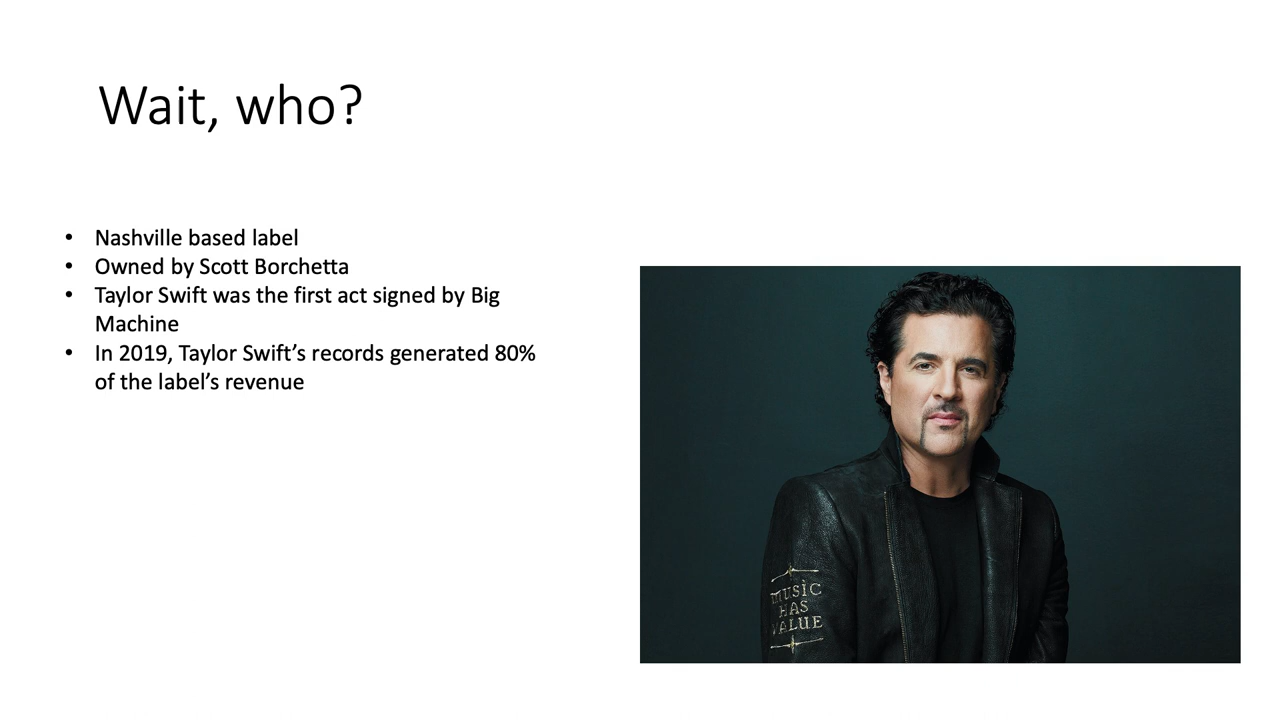 Wait, who?
• Nashville based label
• Owned by Scott Borchetta
• Taylor Swift was the first act signed by Big
Machine
• In 2019, Taylor Swift’s records generated 80%
of the label’s revenue
MUSIC
HAS
VALUE